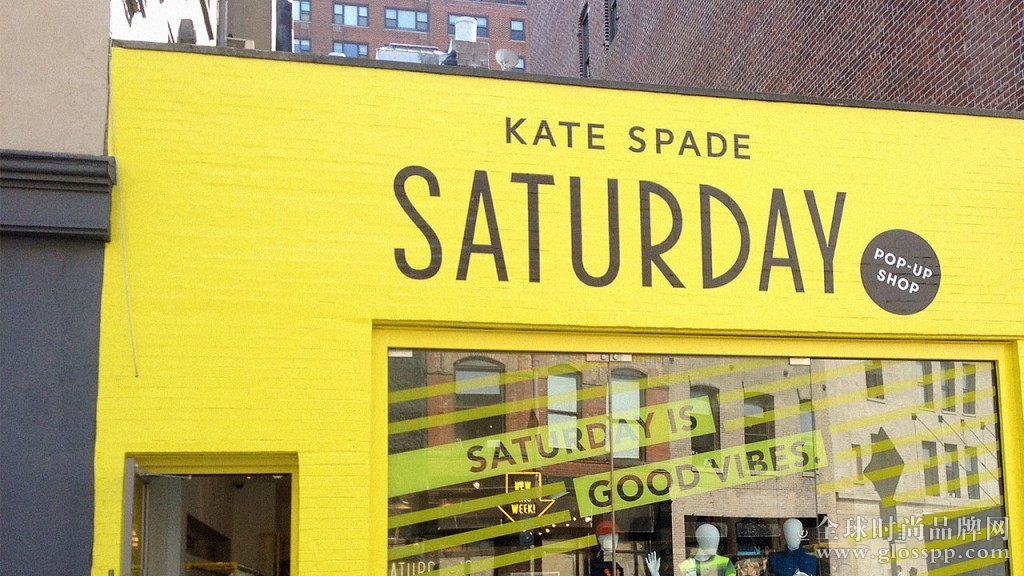 KATE SPADE
SATURDAY
POP-UP
SHOP
SATURDAY IS
GOOD VIBES.
NEW
WEEK!
全球时尚品牌网
www.glosspp.com